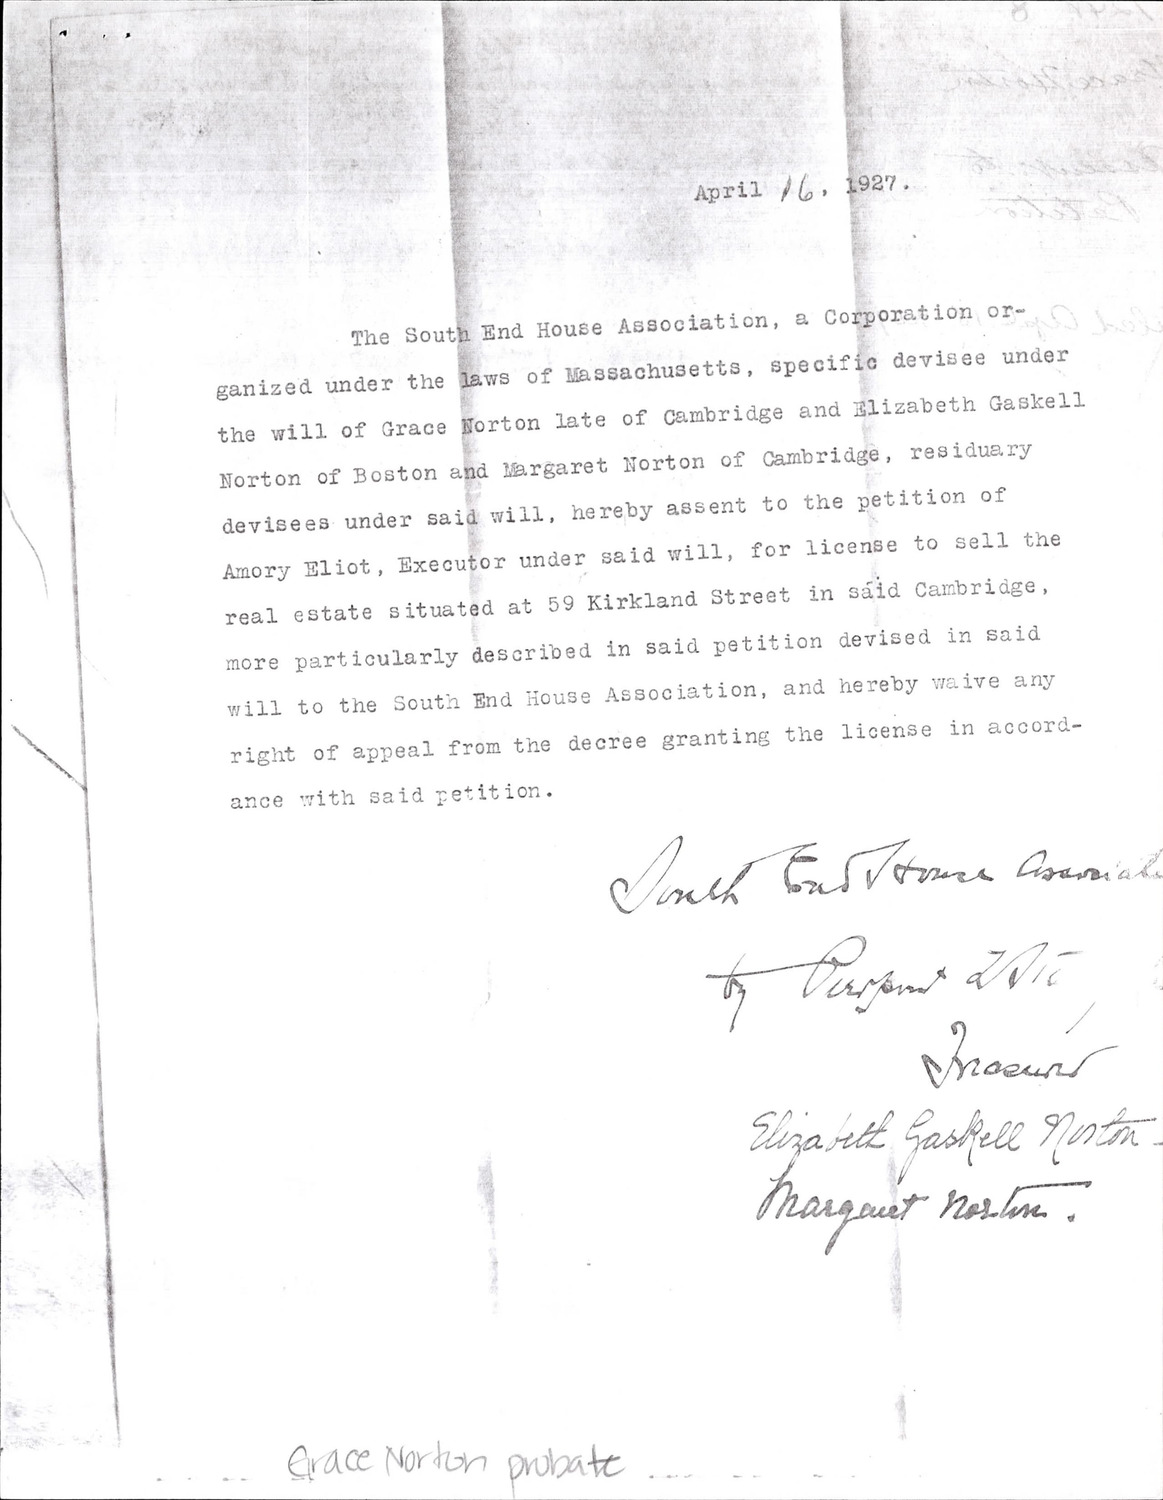 April 16, 1927.
The South End House Association, a Corporation or-
ganized under the laws of Massachusetts, specific devisee under
the will of Grace Norton late of Cambridge and Elizabeth Gaskell
Norton of Boston and Margaret Norton of Cambridge, residuary
devisees under said will, hereby assent to the petition of
Amory Eliot, Executor under said will, for license to sell the
real estate situated at 59 Kirkland Street in said Cambridge,
more particularly described in said petition devised in said
will to the South End House Association, and hereby waive any
right of appeal from the decree granting the license in accord-
ance with said petition.
South End House Associat
by Pierpont
Treasurer
Elizabeth Gaskell Norton -
Margaret Norton.
Grace Norton probate